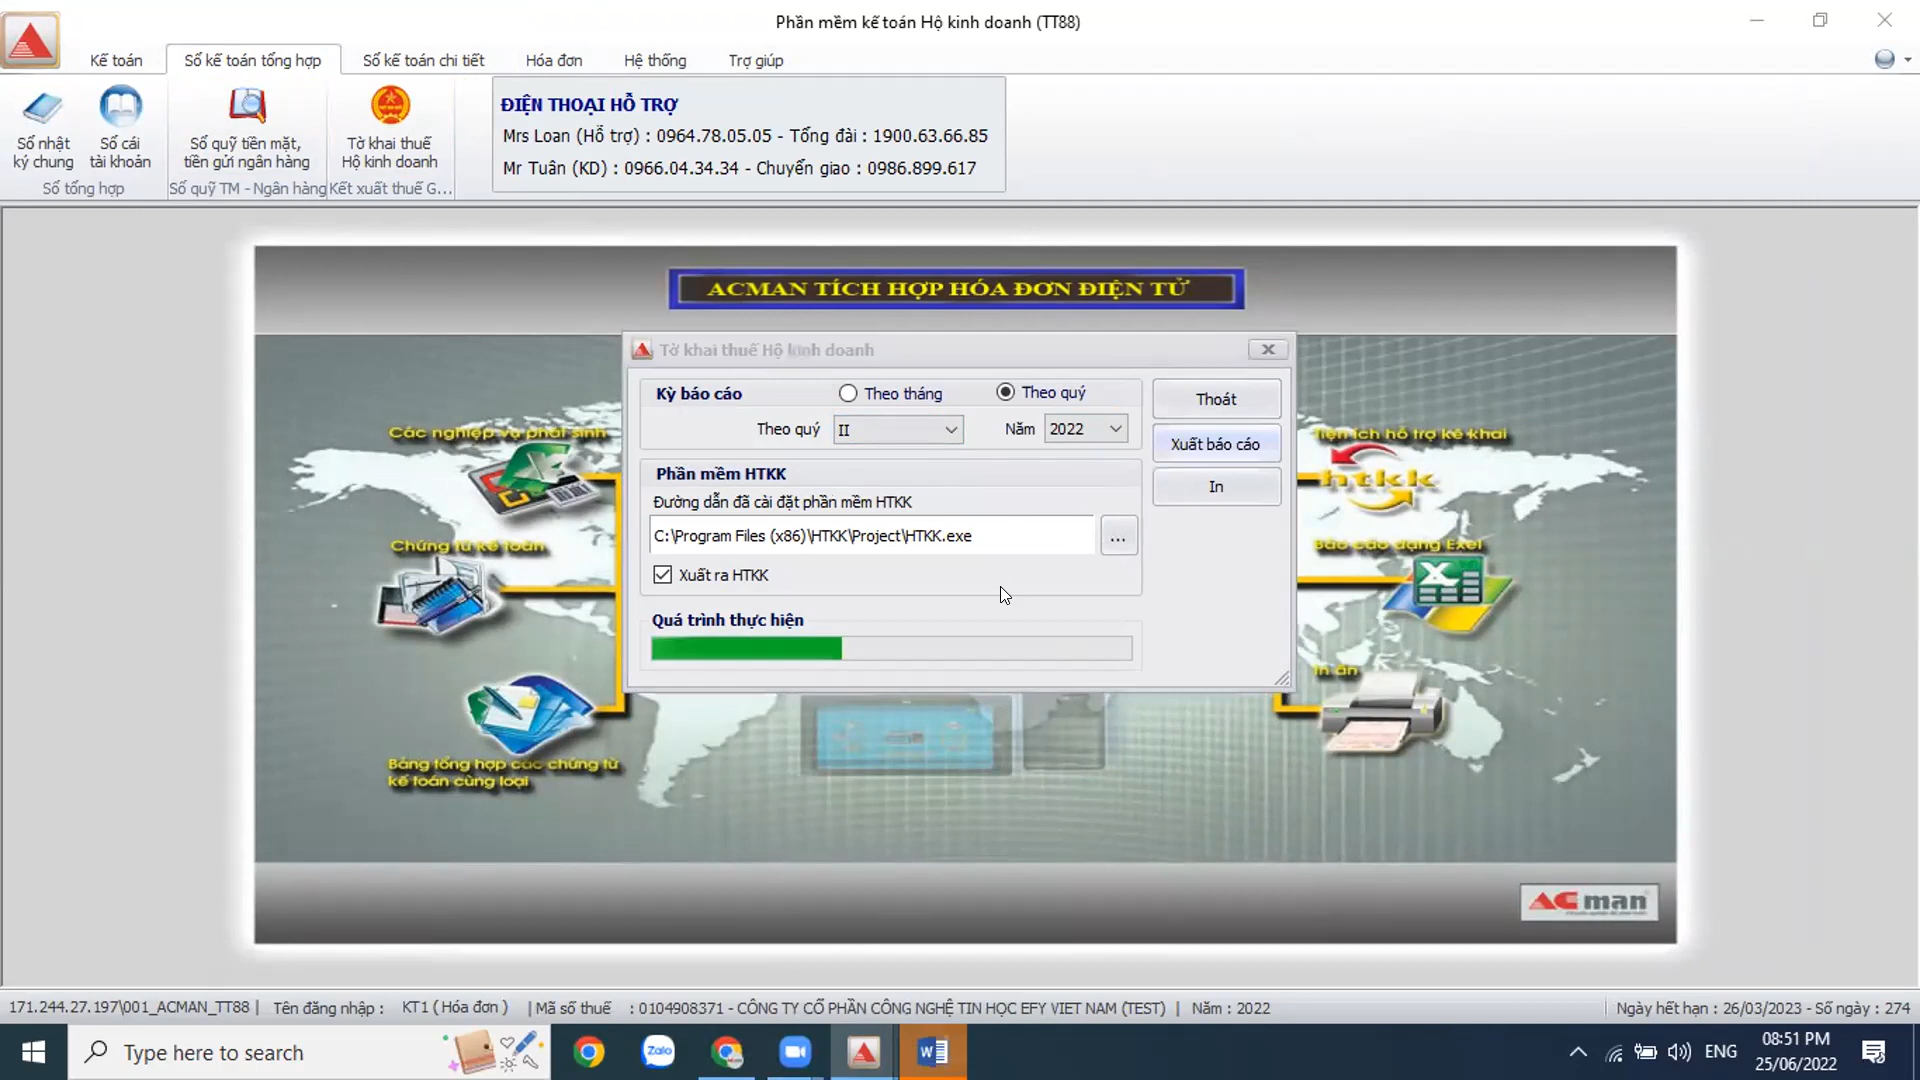 Phần mềm kế toán Hộ kinh doanh (TT88)
Kế toán
Sổ kế toán tổng hợp
Sổ kế toán chi tiết
Hóa đơn
Hệ thống
Trợ giúp
Sổ nhật
ký chung
Sổ cái
tài khoản
Sổ quỹ tiền mặt,
tiền gửi ngân hàng
Tờ khai thuế
Hộ kinh doanh
Sổ tổng hợp
Sổ quỹ TM - Ngân hàng
Kết xuất thuế G...
ĐIỆN THOẠI HỖ TRỢ
Mrs Loan (Hỗ trợ) : 0964.78.05.05 - Tổng đài : 1900.63.66.85
Mr Tuân (KD) : 0966.04.34.34 - Chuyển giao : 0986.899.617
ACMAN TÍCH HỢP HÓA ĐƠN ĐIỆN TỬ
Tờ khai thuế Hộ kinh doanh
Kỳ báo cáo
Theo tháng
Theo quý
Thoát
Theo quý
II
Năm
2022
Xuất báo cáo
Phần mềm HTKK
In
Đường dẫn đã cài đặt phần mềm HTKK
C:\Program Files (x86)\HTKK\Project\HTKK.exe
...
Xuất ra HTKK
Quá trình thực hiện
Các nghiệp vụ phát sinh
Chứng từ kế toán
Bảng tổng hợp các chứng từ
kế toán cùng loại
Tiện ích hỗ trợ kê khai
htkk
Báo cáo dạng Exel
In ấn
ACman
171.244.27.197\001_ACMAN_TT88 | Tên đăng nhập : KT1 ( Hóa đơn ) | Mã số thuế : 0104908371 - CÔNG TY CỔ PHẦN CÔNG NGHỆ TIN HỌC EFY VIET NAM (TEST) | Năm : 2022
Ngày hết hạn : 26/03/2023 - Số ngày : 274
Type here to search
Zalo
ENG
08:51 PM
25/06/2022